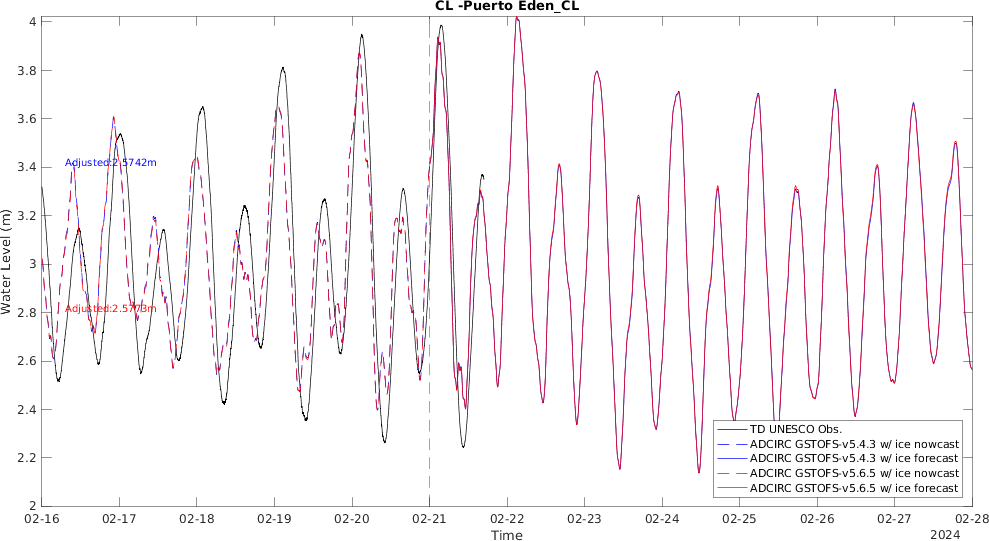 CL -Puerto Eden_CL
4
3.8
3.6
3.4
3.2
3
2.8
2.6
2.4
2.2
2
Water Level (m)
Adjusted:2.5742m
Adjusted:2.5773m
TD UNESCO Obs.
ADCIRC GSTOFS-v5.4.3 w/ ice nowcast
ADCIRC GSTOFS-v5.4.3 w/ ice forecast
ADCIRC GSTOFS-v5.6.5 w/ ice nowcast
ADCIRC GSTOFS-v5.6.5 w/ ice forecast
02-16 02-17 02-18 02-19 02-20 02-21 02-22 02-23 02-24 02-25 02-26 02-27 02-28
Time
2024